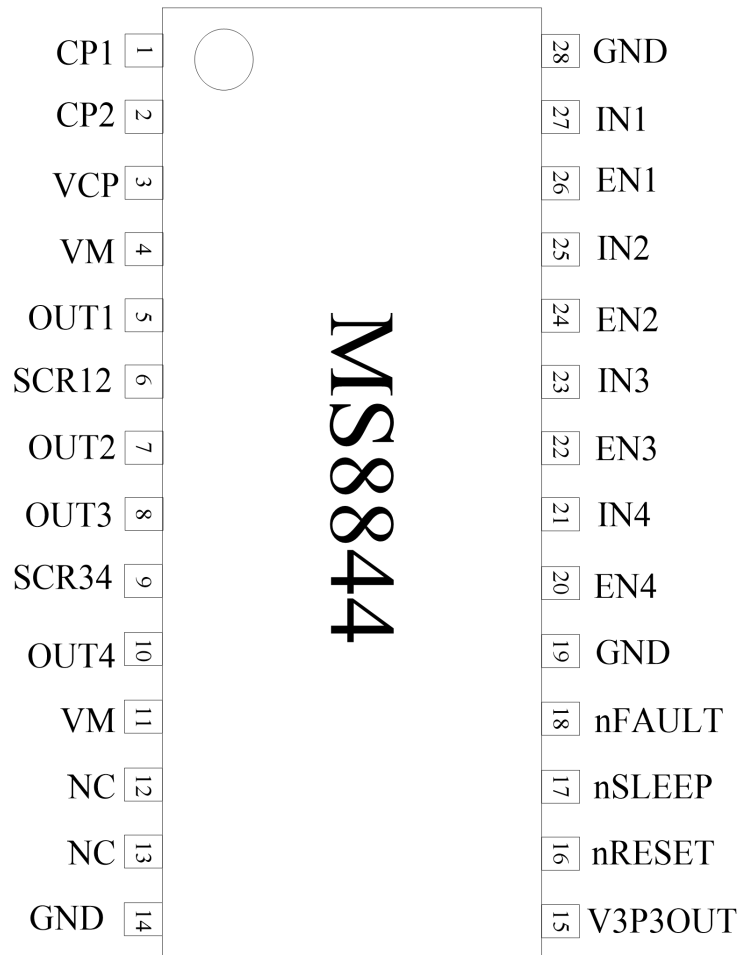 CP1 1
CP2 2
VCP 3
VM 4
OUT1 5
SCR12 6
OUT2 7
OUT3 8
SCR34 9
OUT4 10
VM 11
NC 12
NC 13
GND 14
MS8844
28 GND
27 IN1
26 EN1
25 IN2
24 EN2
23 IN3
22 EN3
21 IN4
20 EN4
19 GND
18 nFAULT
17 nSLEEP
16 nRESET
15 V3P3OUT